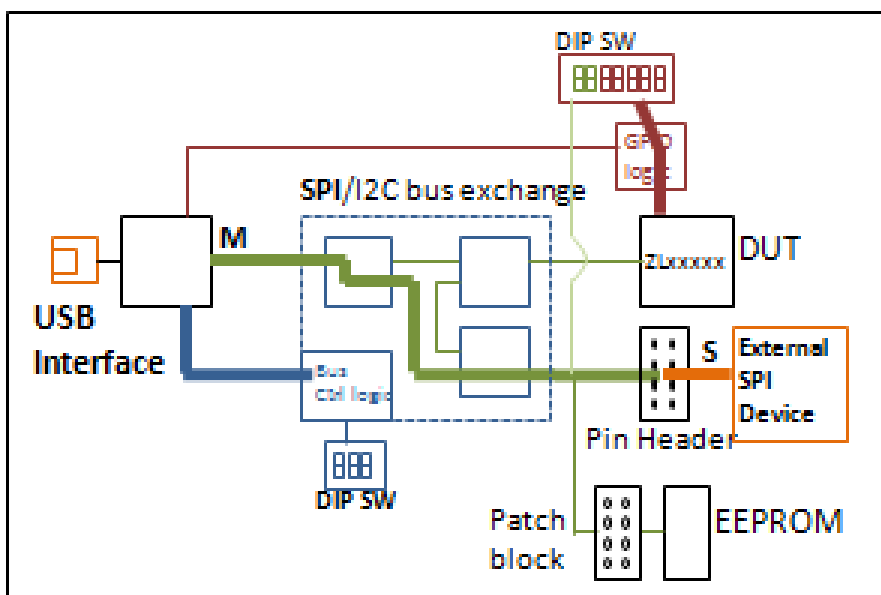 DIP SW
GPIO
logic
SPI/I2C bus exchange
M
ZLxxxxx
DUT
USB
Interface
Bus
Ctrl logic
S
External
SPI
Device
Pin Header
DIP SW
Patch
block
EEPROM